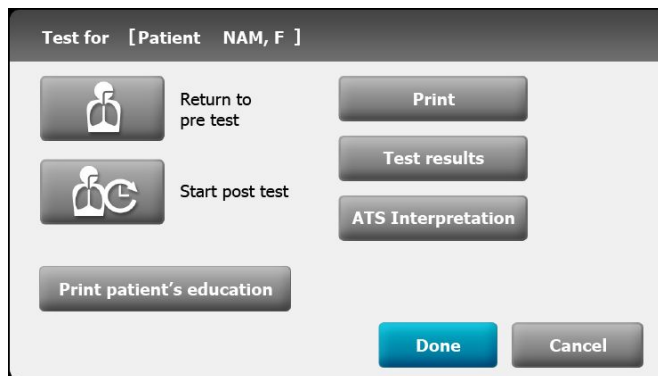 Test for [Patient NAM, F ]
Return to
pre test
Start post test
Print patient's education
Print
Test results
ATS Interpretation
Done
Cancel